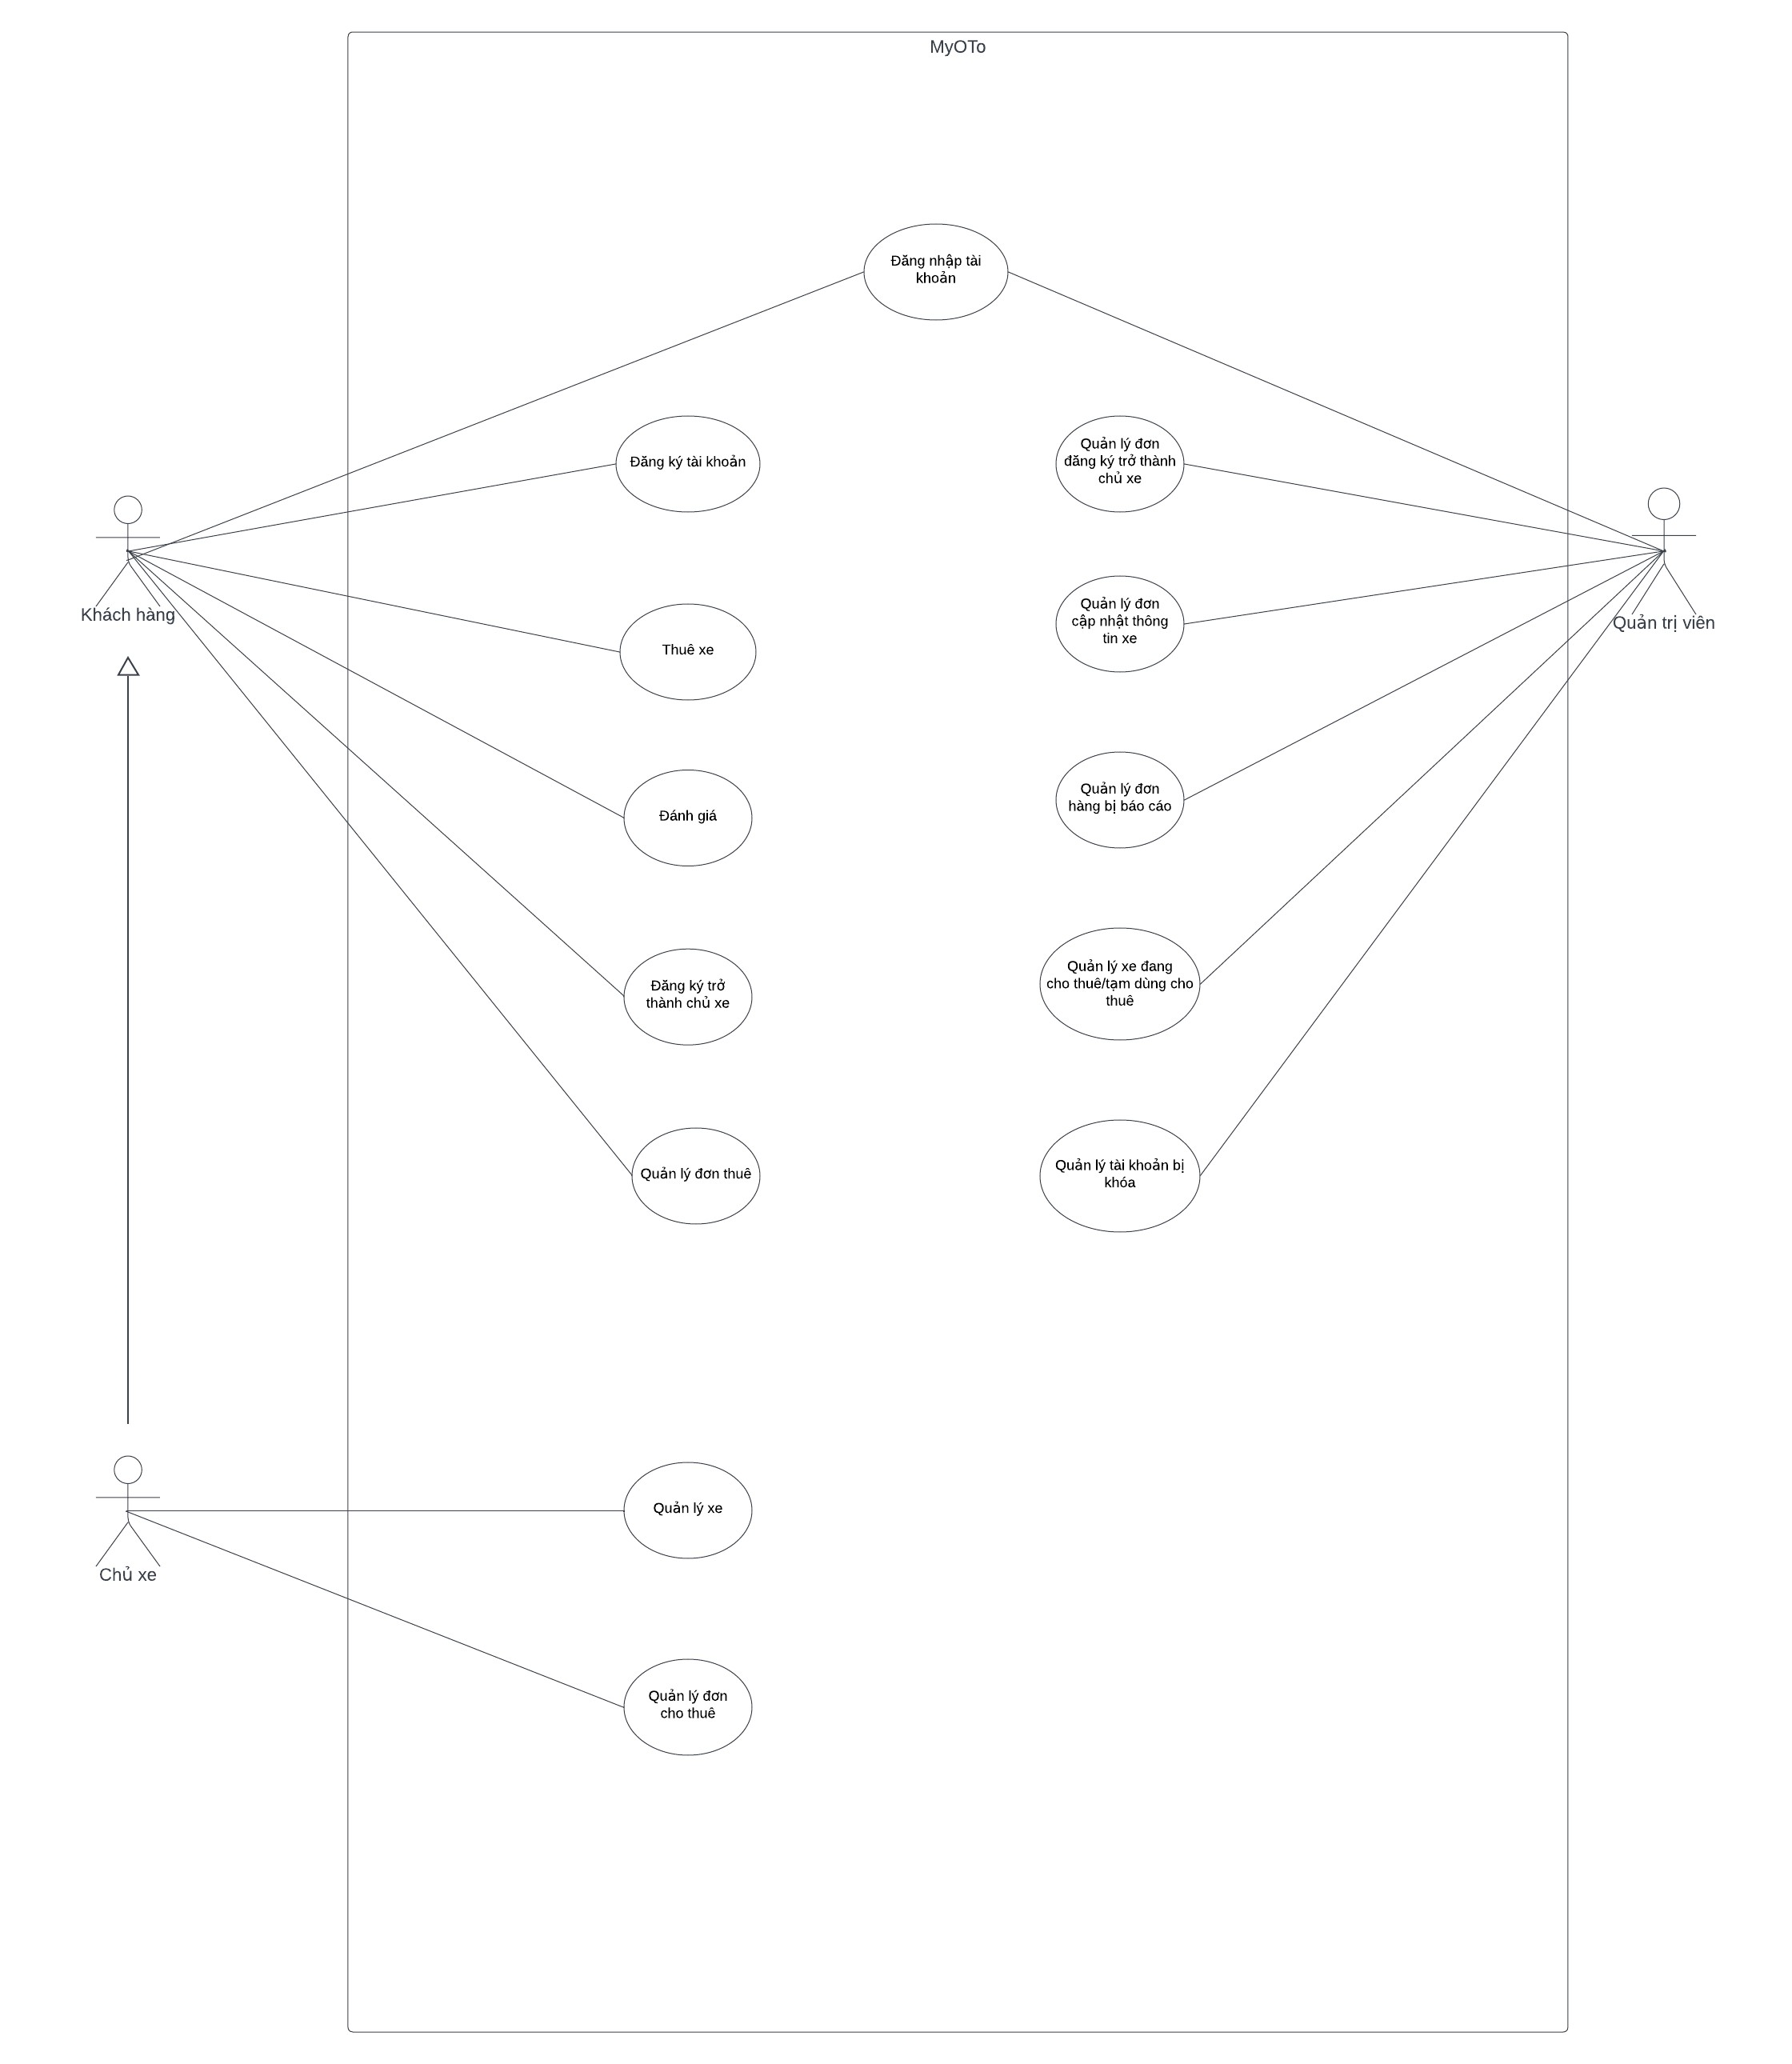 MyOTo
Đăng nhập tài
khoản
Đăng ký tài khoản
Quản lý đơn
đăng ký trở thành
chủ xe
Khách hàng
Quản trị viên
Quản lý đơn
cập nhật thông
tin xe
Thuê xe
Đánh giá
Quản lý đơn
hàng bị báo cáo
Đăng ký trở
thành chủ xe
Quản lý xe đang
cho thuê/tạm dùng cho
thuê
Quản lý đơn thuê
Quản lý tài khoản bị
khóa
Quản lý xe
Chủ xe
Quản lý đơn
cho thuê